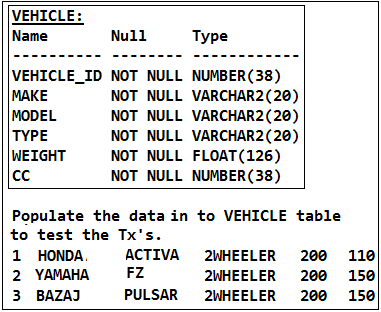 VEHICLE:
Name Null Type
---------- -------- ------------
VEHICLE_ID NOT NULL NUMBER(38)
MAKE NOT NULL VARCHAR2(20)
MODEL NOT NULL VARCHAR2(20)
TYPE NOT NULL VARCHAR2(20)
WEIGHT NOT NULL FLOAT(126)
CC NOT NULL NUMBER(38)
Populate the data in to VEHICLE table
to test the Tx's.
1 HONDA ACTIVA 2WHEELER 200 110
2 YAMAHA FZ 2WHEELER 200 150
3 BAZAJ PULSAR 2WHEELER 200 150